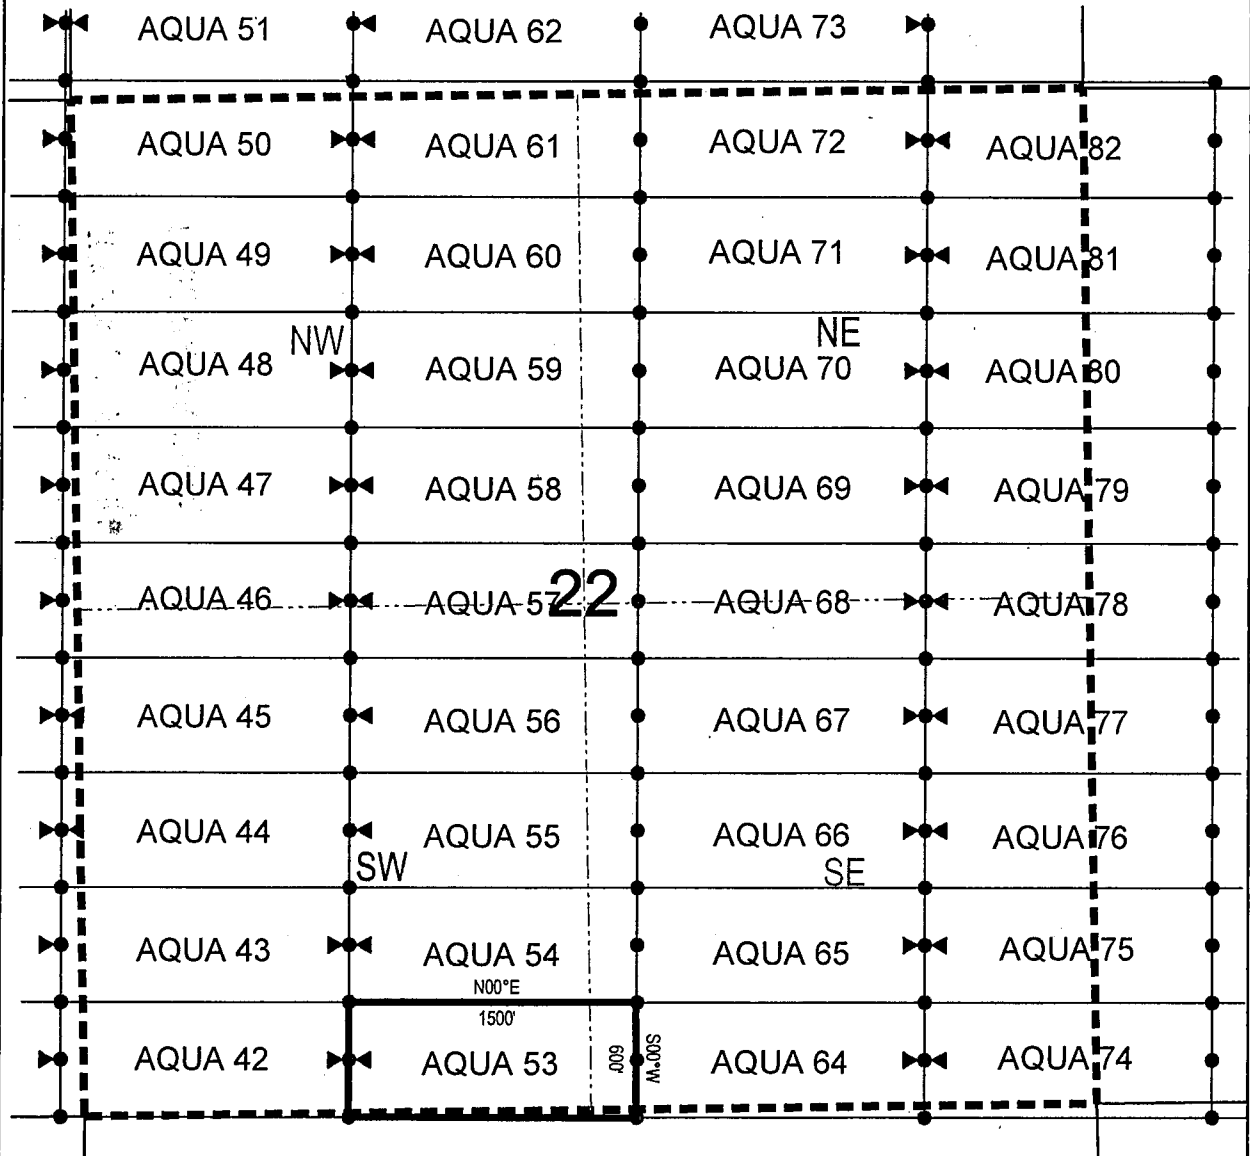 AQUA 51 AQUA 62 AQUA 73
AQUA 50 AQUA 61 AQUA 72 AQUA 82
AQUA 49 AQUA 60 AQUA 71 AQUA 81
NW NE
AQUA 48 AQUA 59 AQUA 70 AQUA 80
AQUA 47 AQUA 58 AQUA 69 AQUA 79
22
AQUA 46 AQUA 57 AQUA 68 AQUA 78
AQUA 45 AQUA 56 AQUA 67 AQUA 77
AQUA 44 AQUA 55 AQUA 66 AQUA 76
SW SE
AQUA 43 AQUA 54 AQUA 65 AQUA 75
N00°E
1500'
AQUA 42 AQUA 53 600' S00°W AQUA 64 AQUA 74